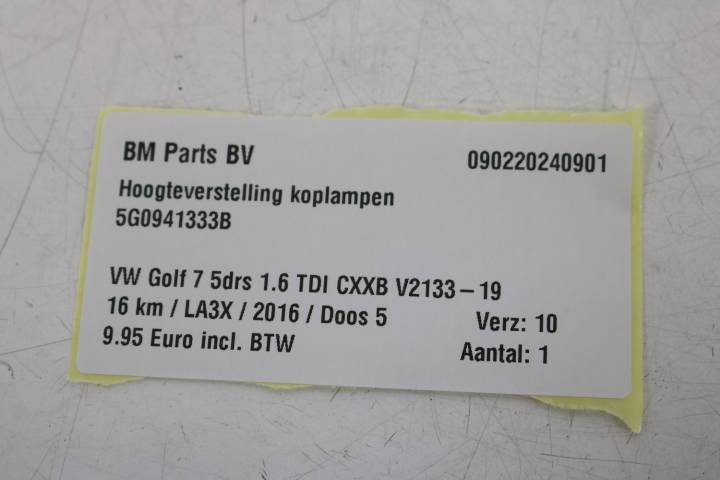 BM Parts BV 090220240901
Hoogteverstelling koplampen
5G0941333B
VW Golf 7 5drs 1.6 TDI CXXB V2133-19
16 km / LA3X / 2016 / Doos 5 Verz: 10
9.95 Euro incl. BTW Aantal: 1